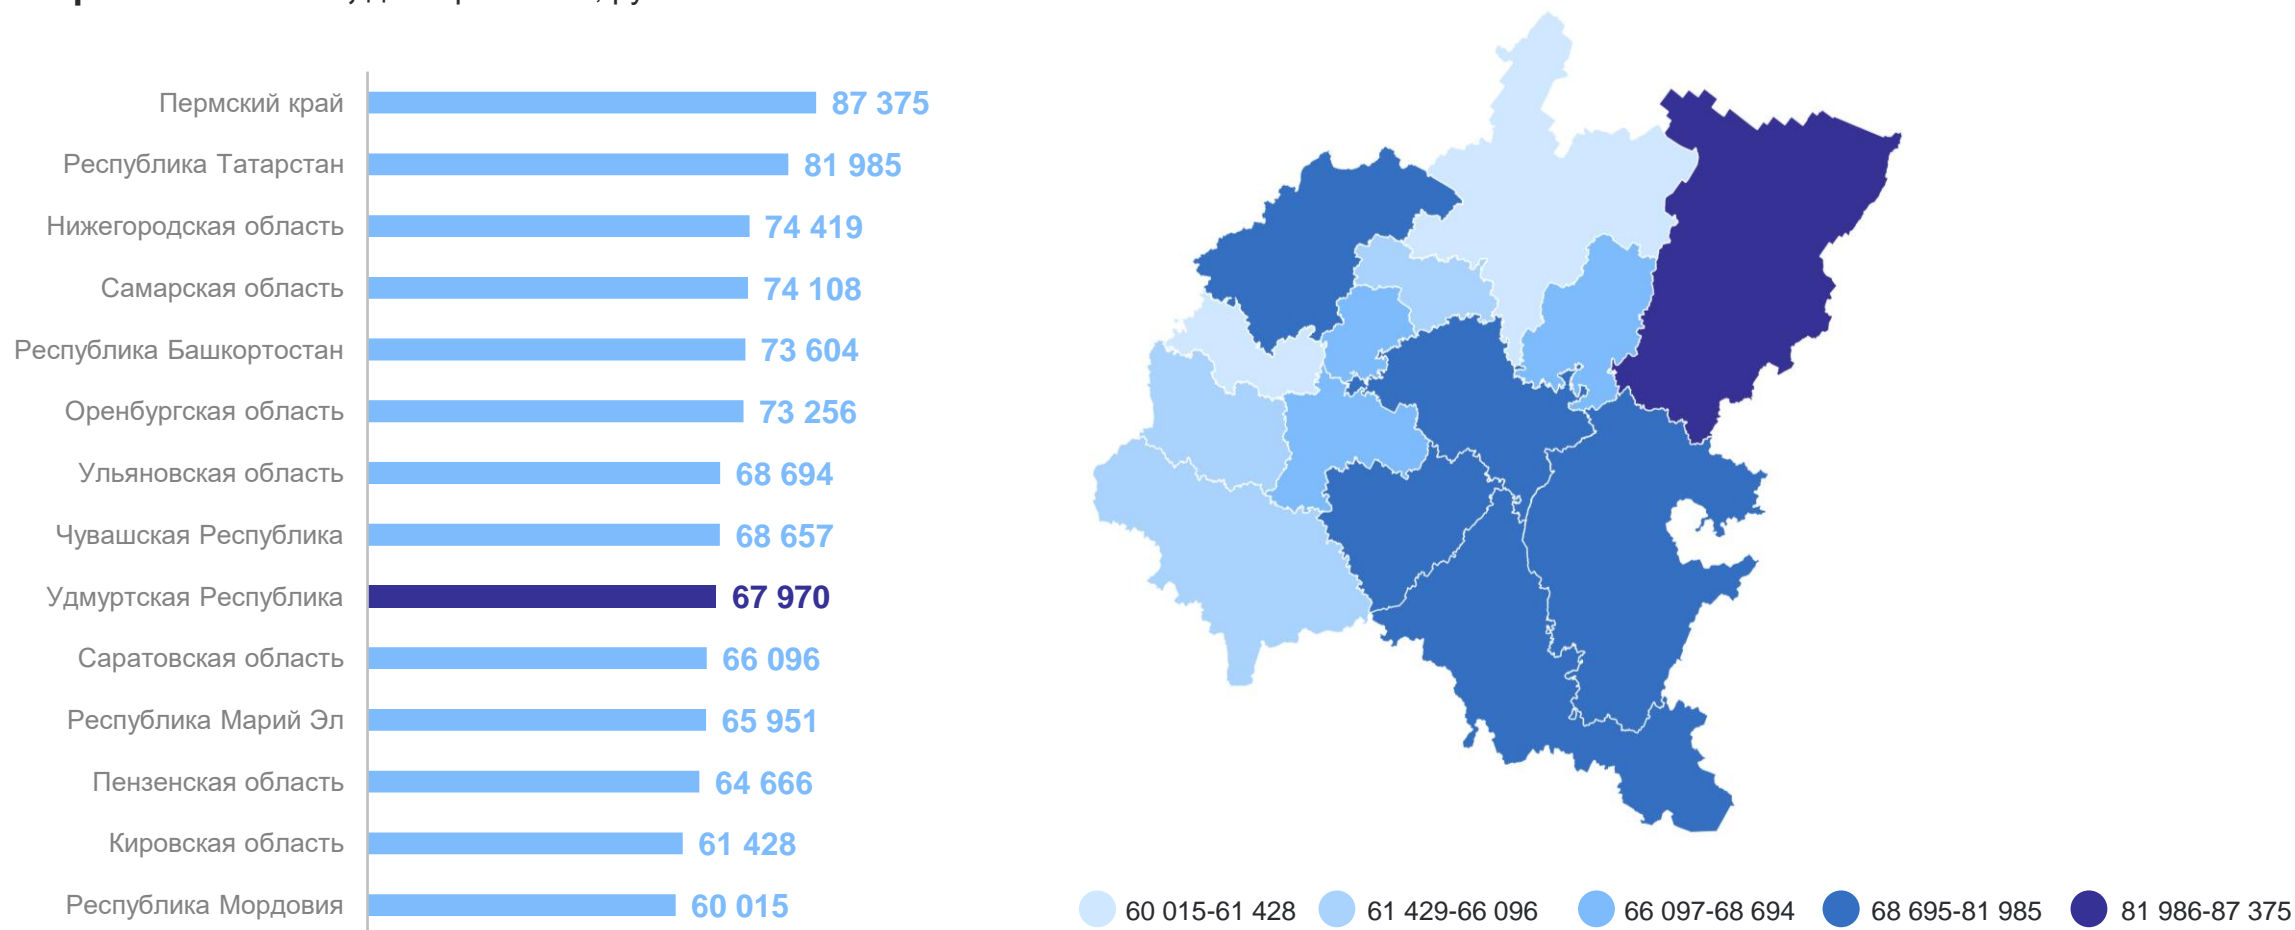 Пермский край 87 375
Республика Татарстан 81 985
Нижегородская область 74 419
Самарская область 74 108
Республика Башкортостан 73 604
Оренбургская область 73 256
Ульяновская область 68 694
Чувашская Республика 68 657
Удмуртская Республика 67 970
Саратовская область 66 096
Республика Марий Эл 65 951
Пензенская область 64 666
Кировская область 61 428
Республика Мордовия 60 015
60 015-61 428 61 429-66 096 66 097-68 694 68 695-81 985 81 986-87 375